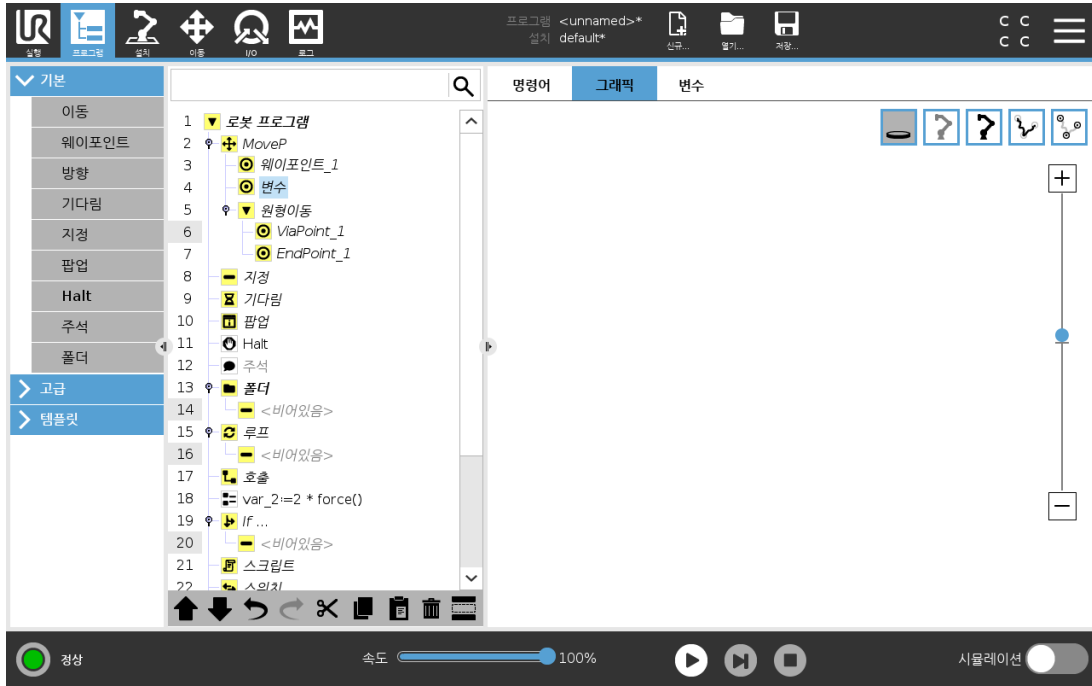 UR
실행
프로그램
설치
이동
I/O
로그
프로그램 <unnamed>*
설치 default*
신규...
열기...
저장...
C C
C C
기본
이동
웨이포인트
방향
기다림
지정
팝업
Halt
주석
폴더
고급
템플릿
1 로봇 프로그램
2 MoveP
3 웨이포인트_1
4 변수
5 원형이동
6 ViaPoint_1
7 EndPoint_1
8 지정
9 기다림
10 팝업
11 Halt
12 주석
13 폴더
14 <비어있음>
15 루프
16 <비어있음>
17 호출
18 var_2:=2 * force()
19 If ...
20 <비어있음>
21 스크립트
22 스위치
명령어
그래픽
변수
정상
속도
100%
시뮬레이션